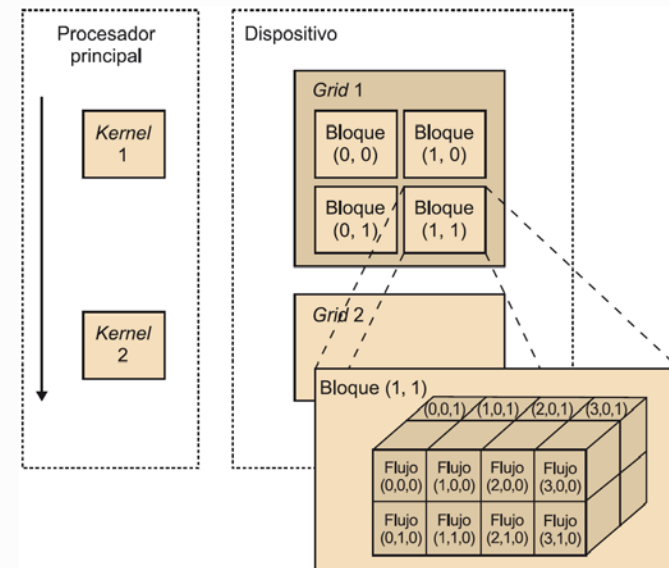 Procesador
principal
Kernel
1
Kernel
2
Dispositivo
Grid 1
Bloque
(0, 0)
Bloque
(1, 0)
Bloque
(0, 1)
Bloque
(1, 1)
Grid 2
Bloque (1, 1)
(0,0,1) (1,0,1) (2,0,1) (3,0,1)
Flujo
(0,0,0)
Flujo
(1,0,0)
Flujo
(2,0,0)
Flujo
(3,0,0)
Flujo
(0,1,0)
Flujo
(1,1,0)
Flujo
(2,1,0)
Flujo
(3,1,0)